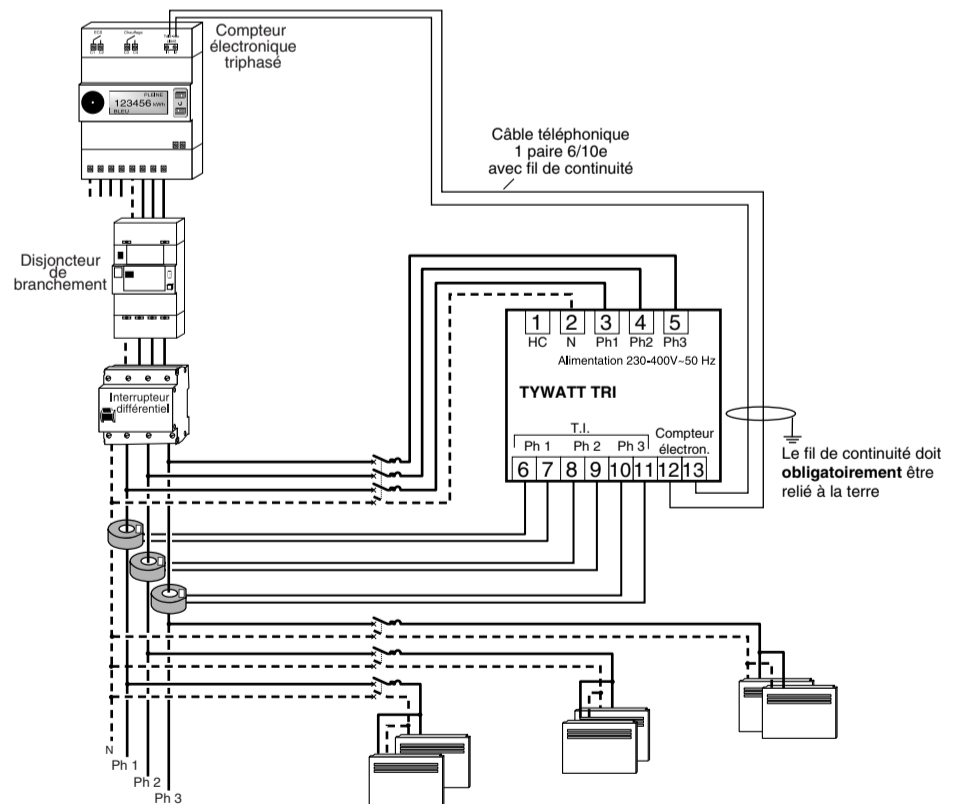 Compteur
électronique
triphasé
ECS
Chauffage
PLEINE
123456 kWh
BLEU
Câble téléphonique
1 paire 6/10e
avec fil de continuité
Disjoncteur
de
branchement
1 2 3 4 5
HC N Ph1 Ph2 Ph3
Alimentation 230-400V~50 Hz
Interrupteur
différentiel
TYWATT TRI
T.I.
Compteur
Ph 1 Ph 2 Ph 3 électron.
6 7 8 9 10 11 12 13
Le fil de continuité doit
obligatoirement être
relié à la terre
N
Ph 1
Ph 2
Ph 3